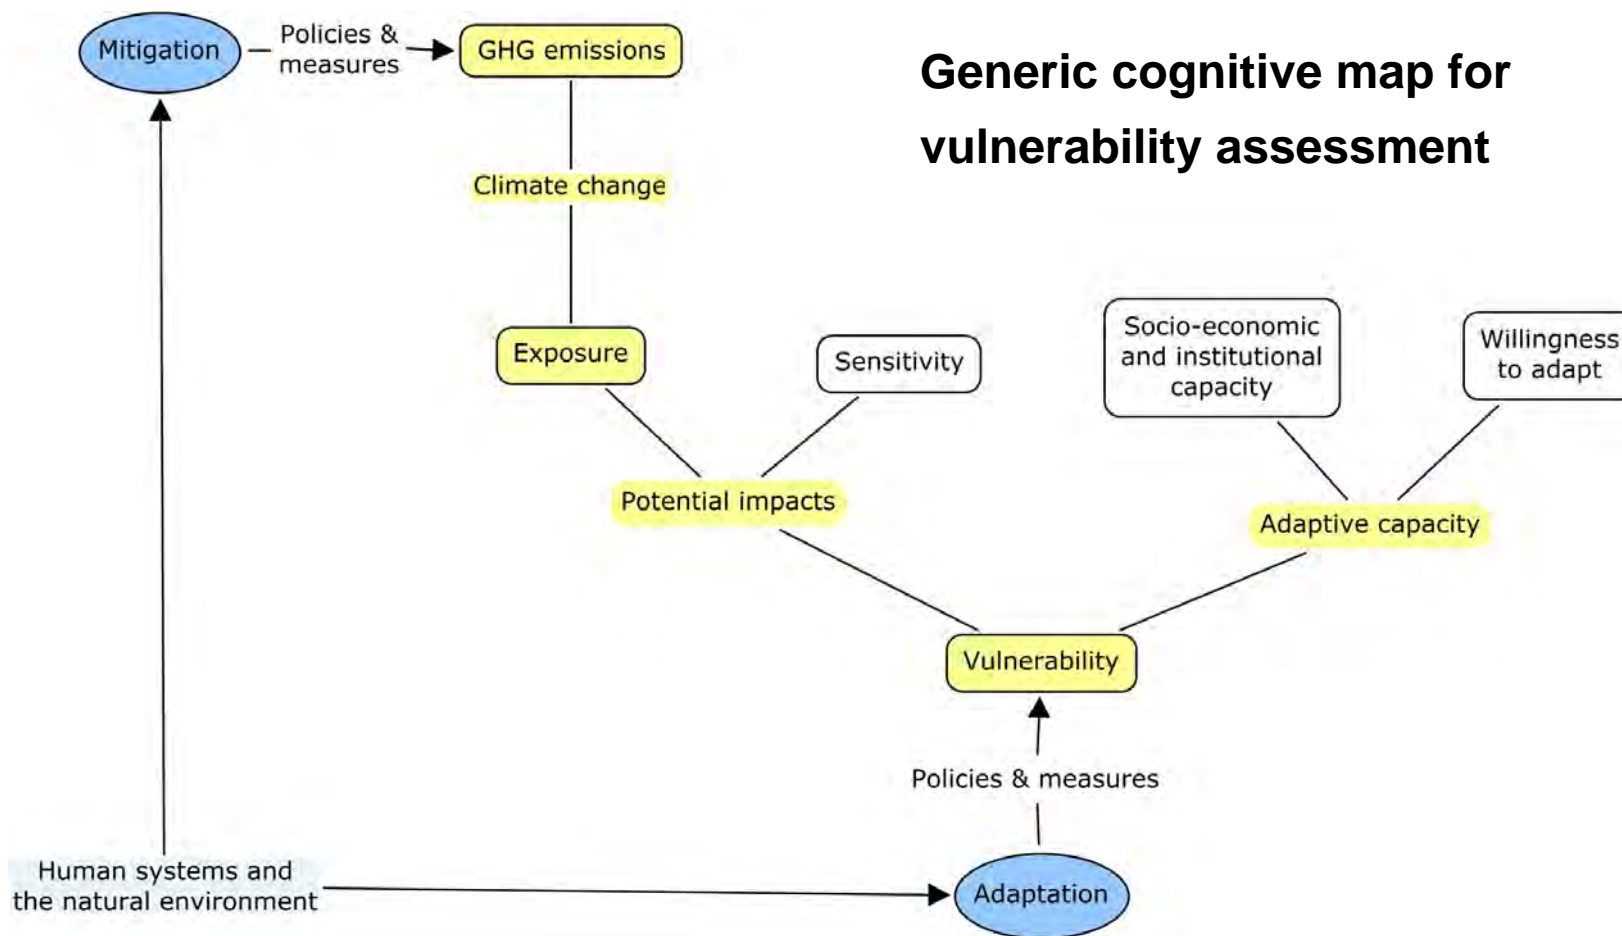 Mitigation
Policies &
measures
GHG emissions
Generic cognitive map for
vulnerability assessment
Climate change
Exposure
Sensitivity
Socio-economic
and institutional
capacity
Willingness
to adapt
Potential impacts
Adaptive capacity
Vulnerability
Policies & measures
Human systems and
the natural environment
Adaptation